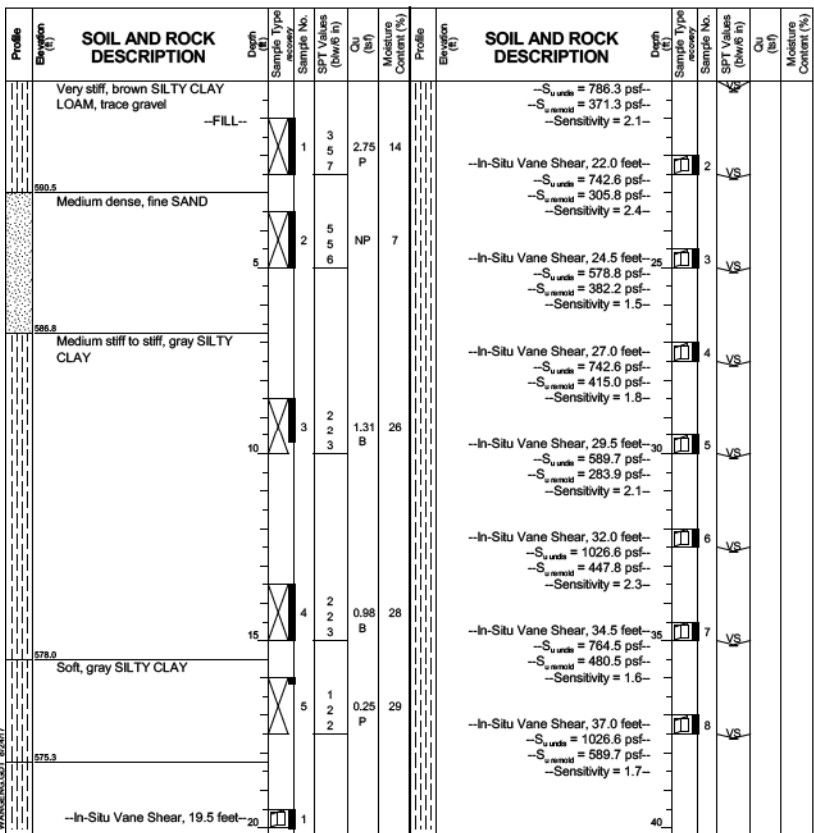 Profile
Elevation (ft)
SOIL AND ROCK DESCRIPTION
Depth (ft)
Sample Type recovery
Sample No.
SPT Values (blw/6 in)
Qu (tsf)
Moisture Content (%)
Very stiff, brown SILTY CLAY
LOAM, trace gravel
--FILL--
1
3
5
7
2.75
P
14
590.5
Medium dense, fine SAND
2
5
5
6
NP
7
5
586.8
Medium stiff to stiff, gray SILTY
CLAY
3
2
2
3
1.31
B
26
10
4
2
2
3
0.98
B
28
15
578.0
Soft, gray SILTY CLAY
5
1
2
2
0.25
P
29
575.3
--In-Situ Vane Shear, 19.5 feet--
20
1
Profile
Elevation (ft)
SOIL AND ROCK DESCRIPTION
Depth (ft)
Sample Type recovery
Sample No.
SPT Values (blw/6 in)
Qu (tsf)
Moisture Content (%)
--Su undis = 786.3 psf--
VS
--Su remold = 371.3 psf--
--Sensitivity = 2.1--
--In-Situ Vane Shear, 22.0 feet--
2
VS
--Su undis = 742.6 psf--
--Su remold = 305.8 psf--
--Sensitivity = 2.4--
--In-Situ Vane Shear, 24.5 feet--
25
3
VS
--Su undis = 578.8 psf--
--Su remold = 382.2 psf--
--Sensitivity = 1.5--
--In-Situ Vane Shear, 27.0 feet--
4
VS
--Su undis = 742.6 psf--
--Su remold = 415.0 psf--
--Sensitivity = 1.8--
--In-Situ Vane Shear, 29.5 feet--
30
5
VS
--Su undis = 589.7 psf--
--Su remold = 283.9 psf--
--Sensitivity = 2.1--
--In-Situ Vane Shear, 32.0 feet--
6
VS
--Su undis = 1026.6 psf--
--Su remold = 447.8 psf--
--Sensitivity = 2.3--
--In-Situ Vane Shear, 34.5 feet--
35
7
VS
--Su undis = 764.5 psf--
--Su remold = 480.5 psf--
--Sensitivity = 1.6--
--In-Situ Vane Shear, 37.0 feet--
8
VS
--Su undis = 1026.6 psf--
--Su remold = 589.7 psf--
--Sensitivity = 1.7--
40